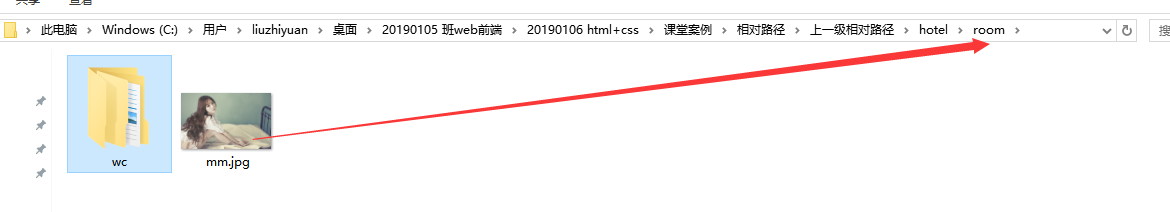 共享 查看
此电脑 > Windows (C:) > 用户 > liuzhiyuan > 桌面 > 20190105 班web前端 > 20190106 html+css > 课堂案例 > 相对路径 > 上一级相对路径 > hotel > room > 搜
wc mm.jpg